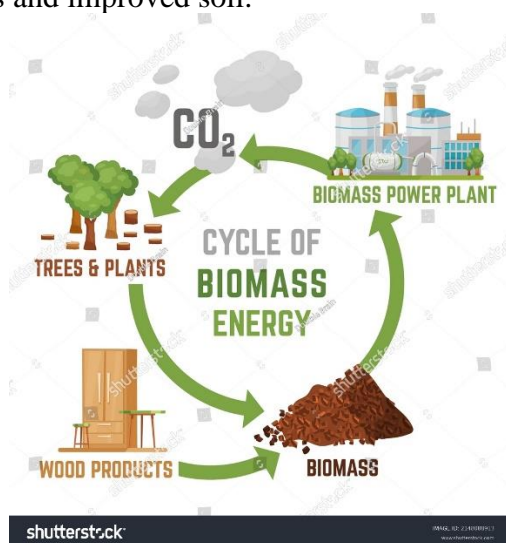 s and improved soil.
CO₂
BIOMASS POWER PLANT
TREES & PLANTS
CYCLE OF
BIOMASS
ENERGY
WOOD PRODUCTS
BIOMASS
shutterstock